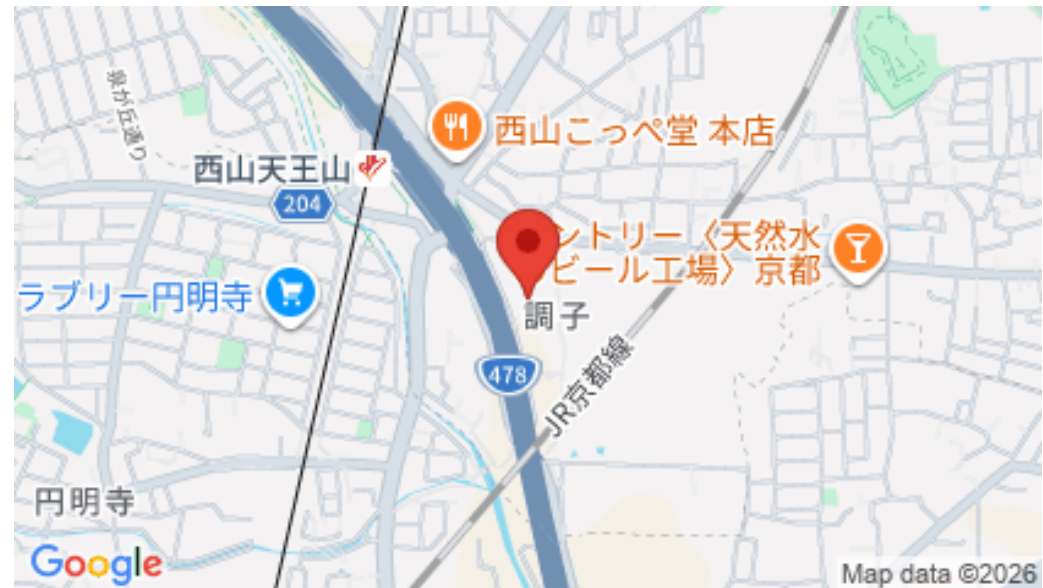 泉が丘通り
西山こっぺ堂 本店
西山天王山
204
ントリー〈天然水
ビール工場〉京都
ラブリー円明寺
調子
478
JR京都線
円明寺
Google
Map data ©2026